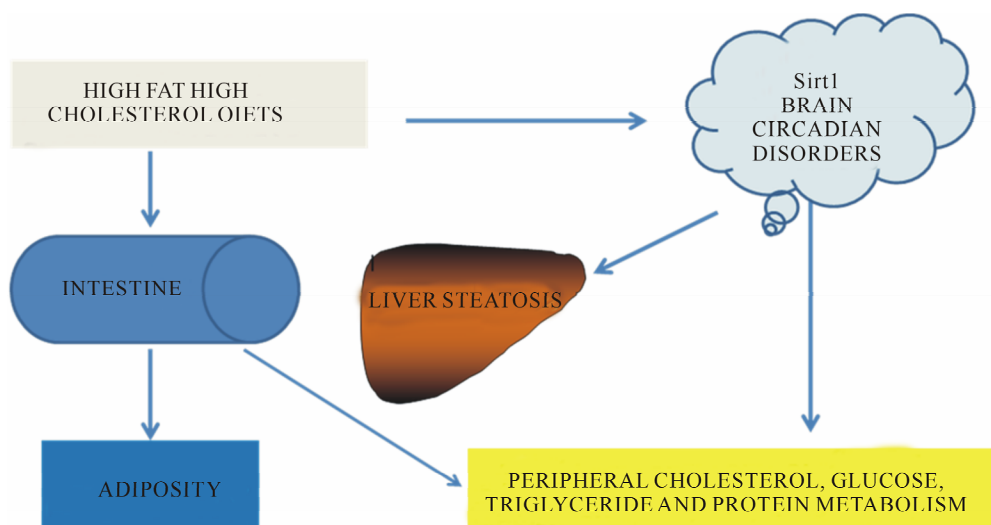 HIGH FAT HIGH
CHOLESTEROL OIETS
Sirt1
BRAIN
CIRCADIAN
DISORDERS
INTESTINE
LIVER STEATOSIS
ADIPOSITY
PERIPHERAL CHOLESTEROL, GLUCOSE,
TRIGLYCERIDE AND PROTEIN METABOLISM